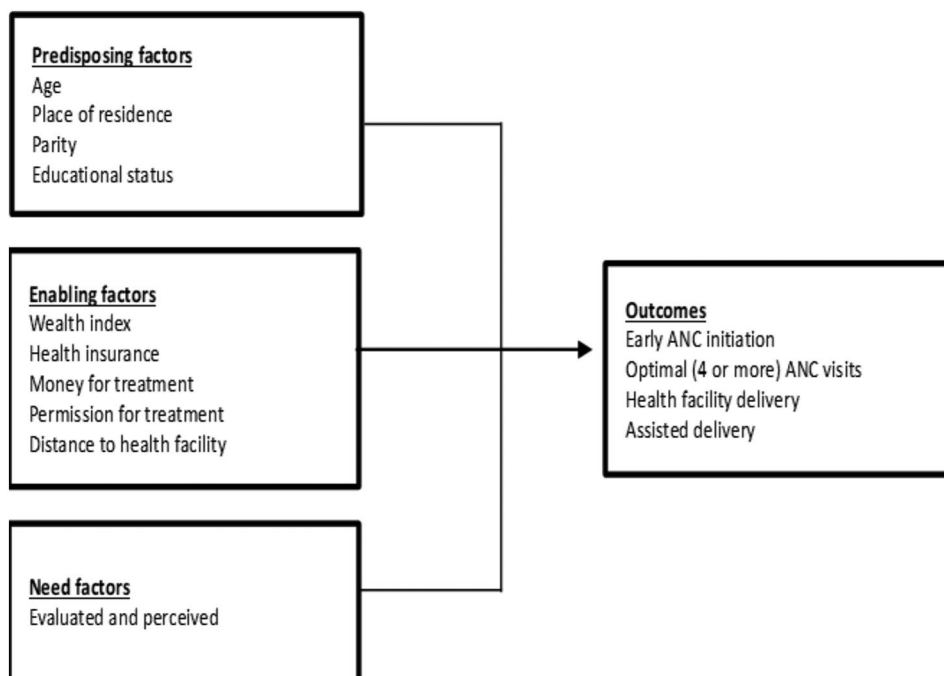 Predisposing factors
Age
Place of residence
Parity
Educational status
Enabling factors
Wealth index
Health insurance
Money for treatment
Permission for treatment
Distance to health facility
Need factors
Evaluated and perceived
Outcomes
Early ANC initiation
Optimal (4 or more) ANC visits
Health facility delivery
Assisted delivery